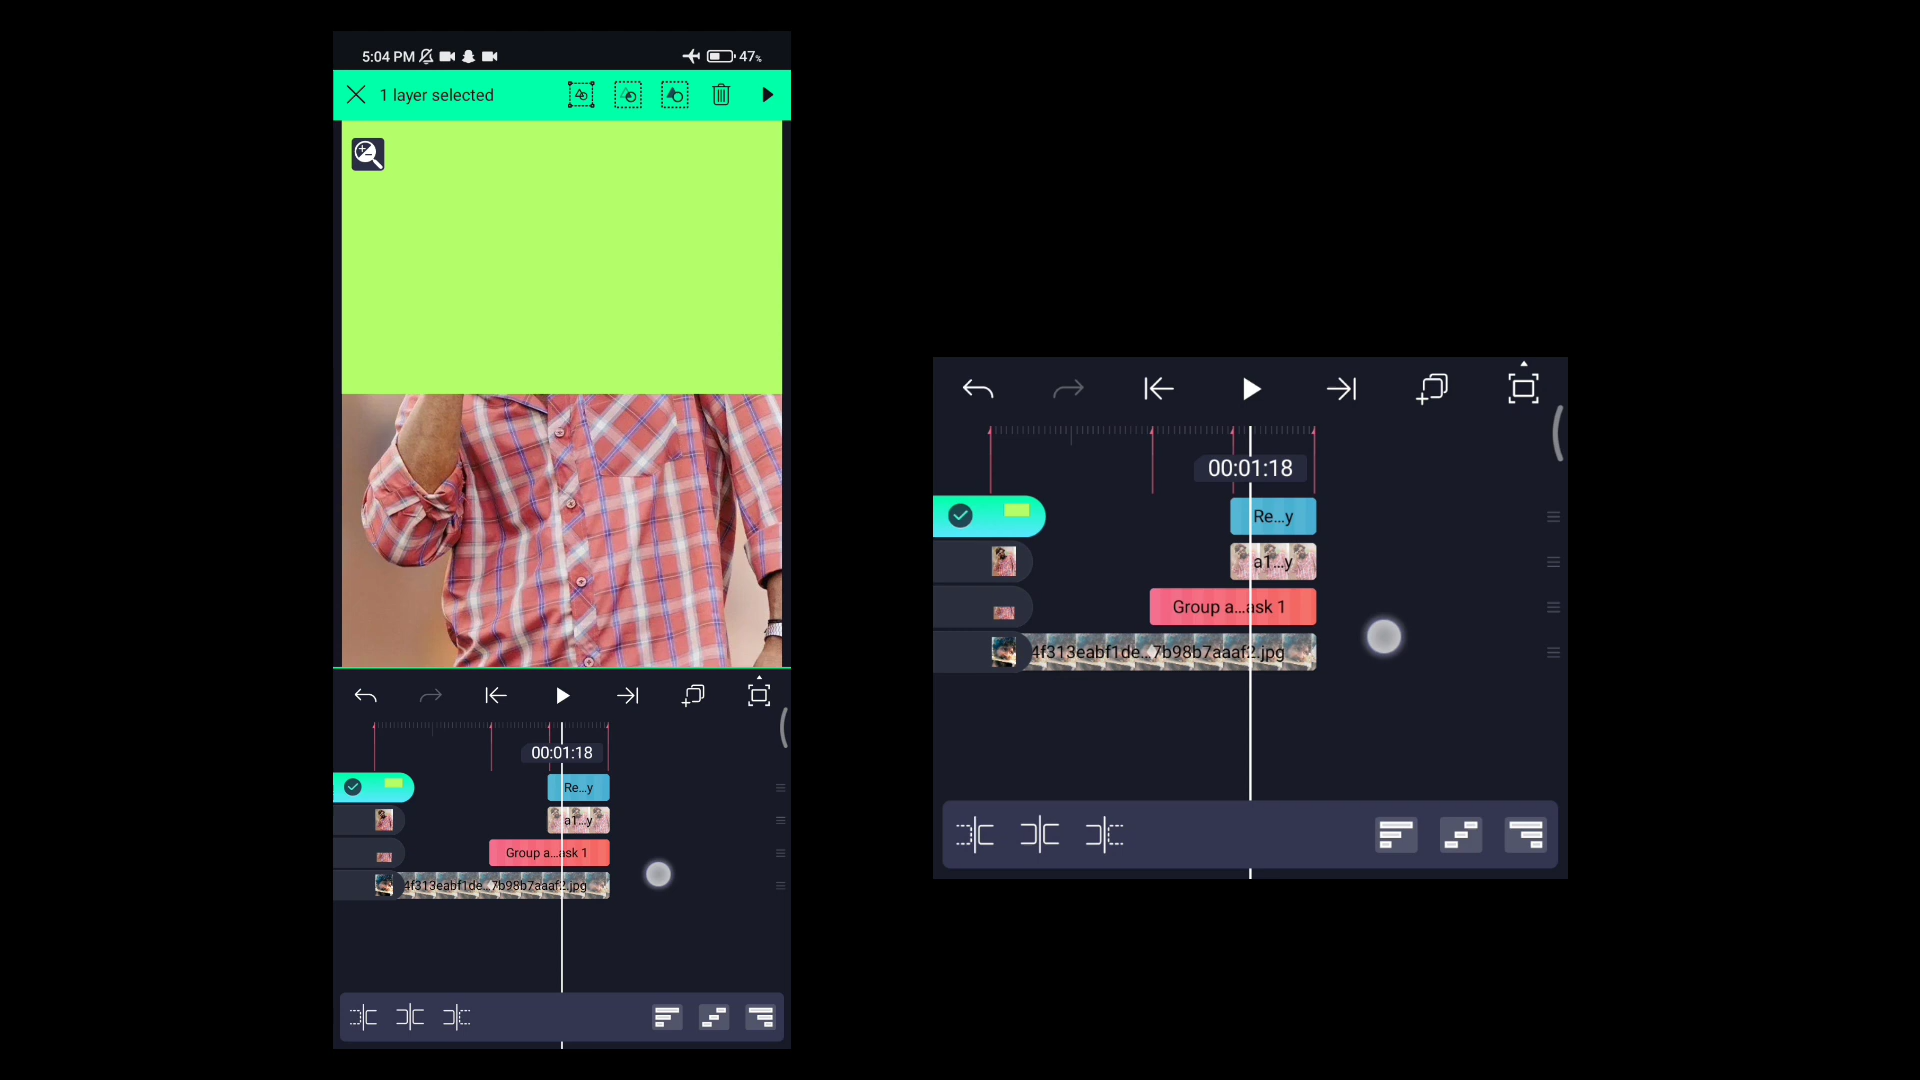 5:04 PM
47%
1 layer selected
00:01:18
Re...y
a1...y
Group a...ask 1
4f313eabf1de...7b98b7aaaf2.jpg
00:01:18
Re...y
a1...y
Group a...ask 1
4f313eabf1de...7b98b7aaaf2.jpg